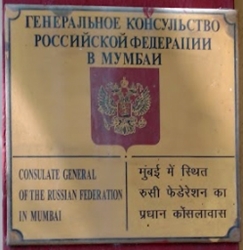 ГЕНЕРАЛЬНОЕ КОНСУЛЬСТВО
РОССИЙСКОЙ ФЕДЕРАЦИИ
В МУМБАИ
CONSULATE GENERAL
OF THE RUSSIAN FEDERATION
IN MUMBAI
मुंबई में स्थित
रुसी फेडेरेशन का
प्रधान कोंसलावास